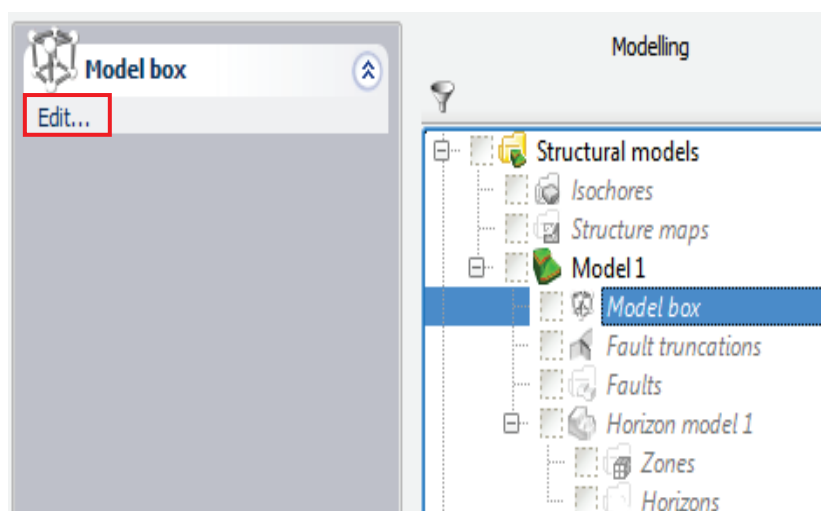 Model box
Edit...
Modelling
Structural models
Isochores
Structure maps
Model 1
Model box
Fault truncations
Faults
Horizon model 1
Zones
Horizons